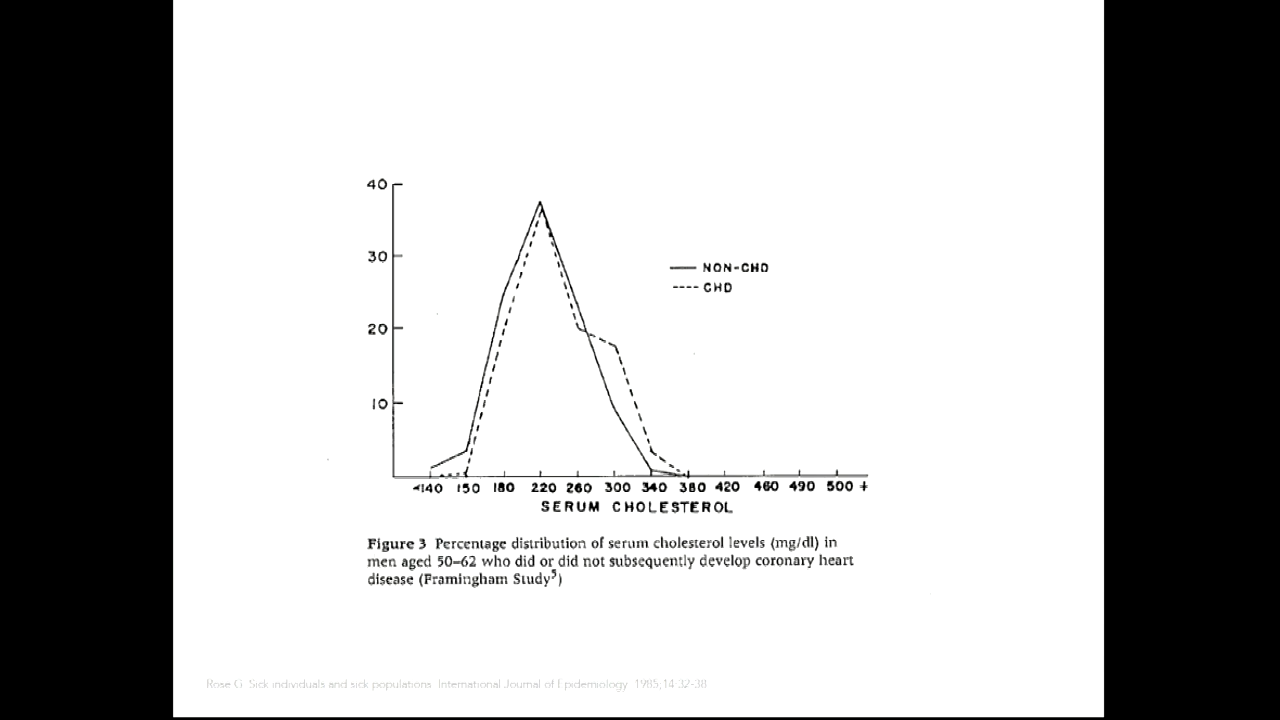 40
30
NON-CHD
CHD
20
10
<140 150 180 220 260 300 340 380 420 460 490 500 +
SERUM CHOLESTEROL
Figure 3 Percentage distribution of serum cholesterol levels (mg/dl) in
men aged 50–62 who did or did not subsequently develop coronary heart
disease (Framingham Study5)
Rose G. Sick individuals and sick populations. International Journal of Epidemiology. 1985;14:32-38